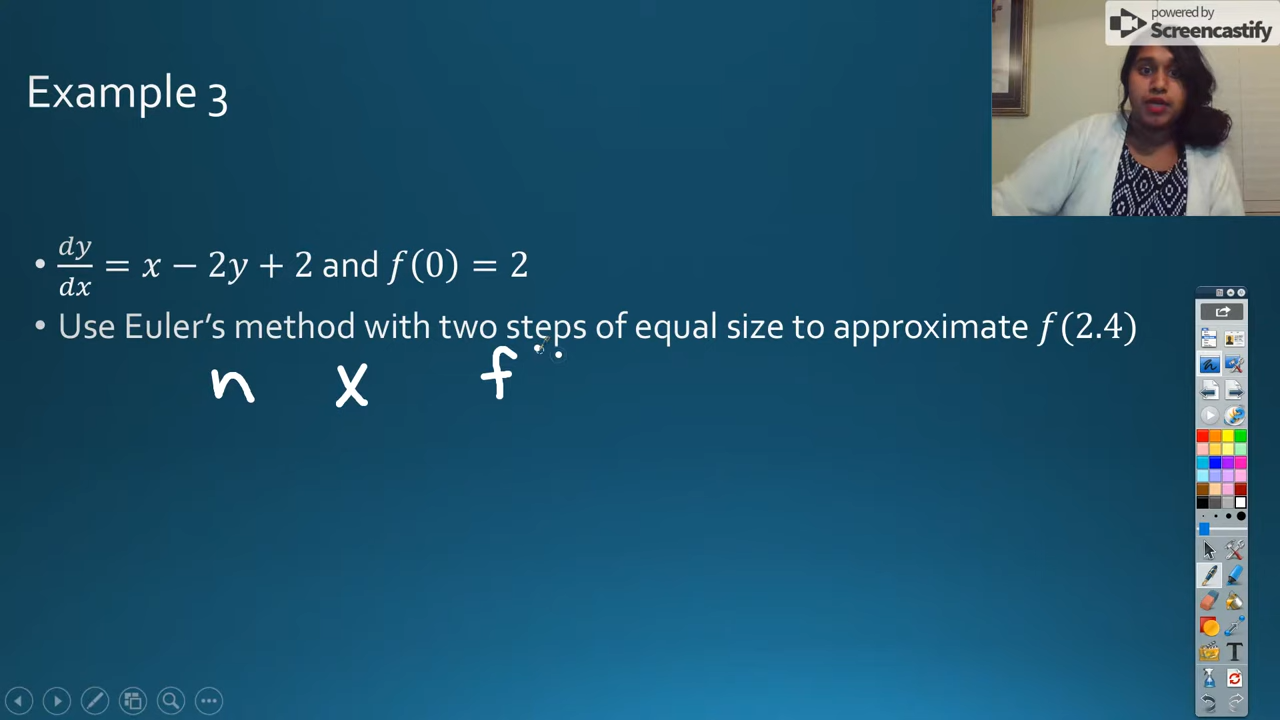 powered by
Screencastify
Example 3
• dy/dx = x − 2y + 2 and f(0) = 2
• Use Euler's method with two steps of equal size to approximate f(2.4)
n x f